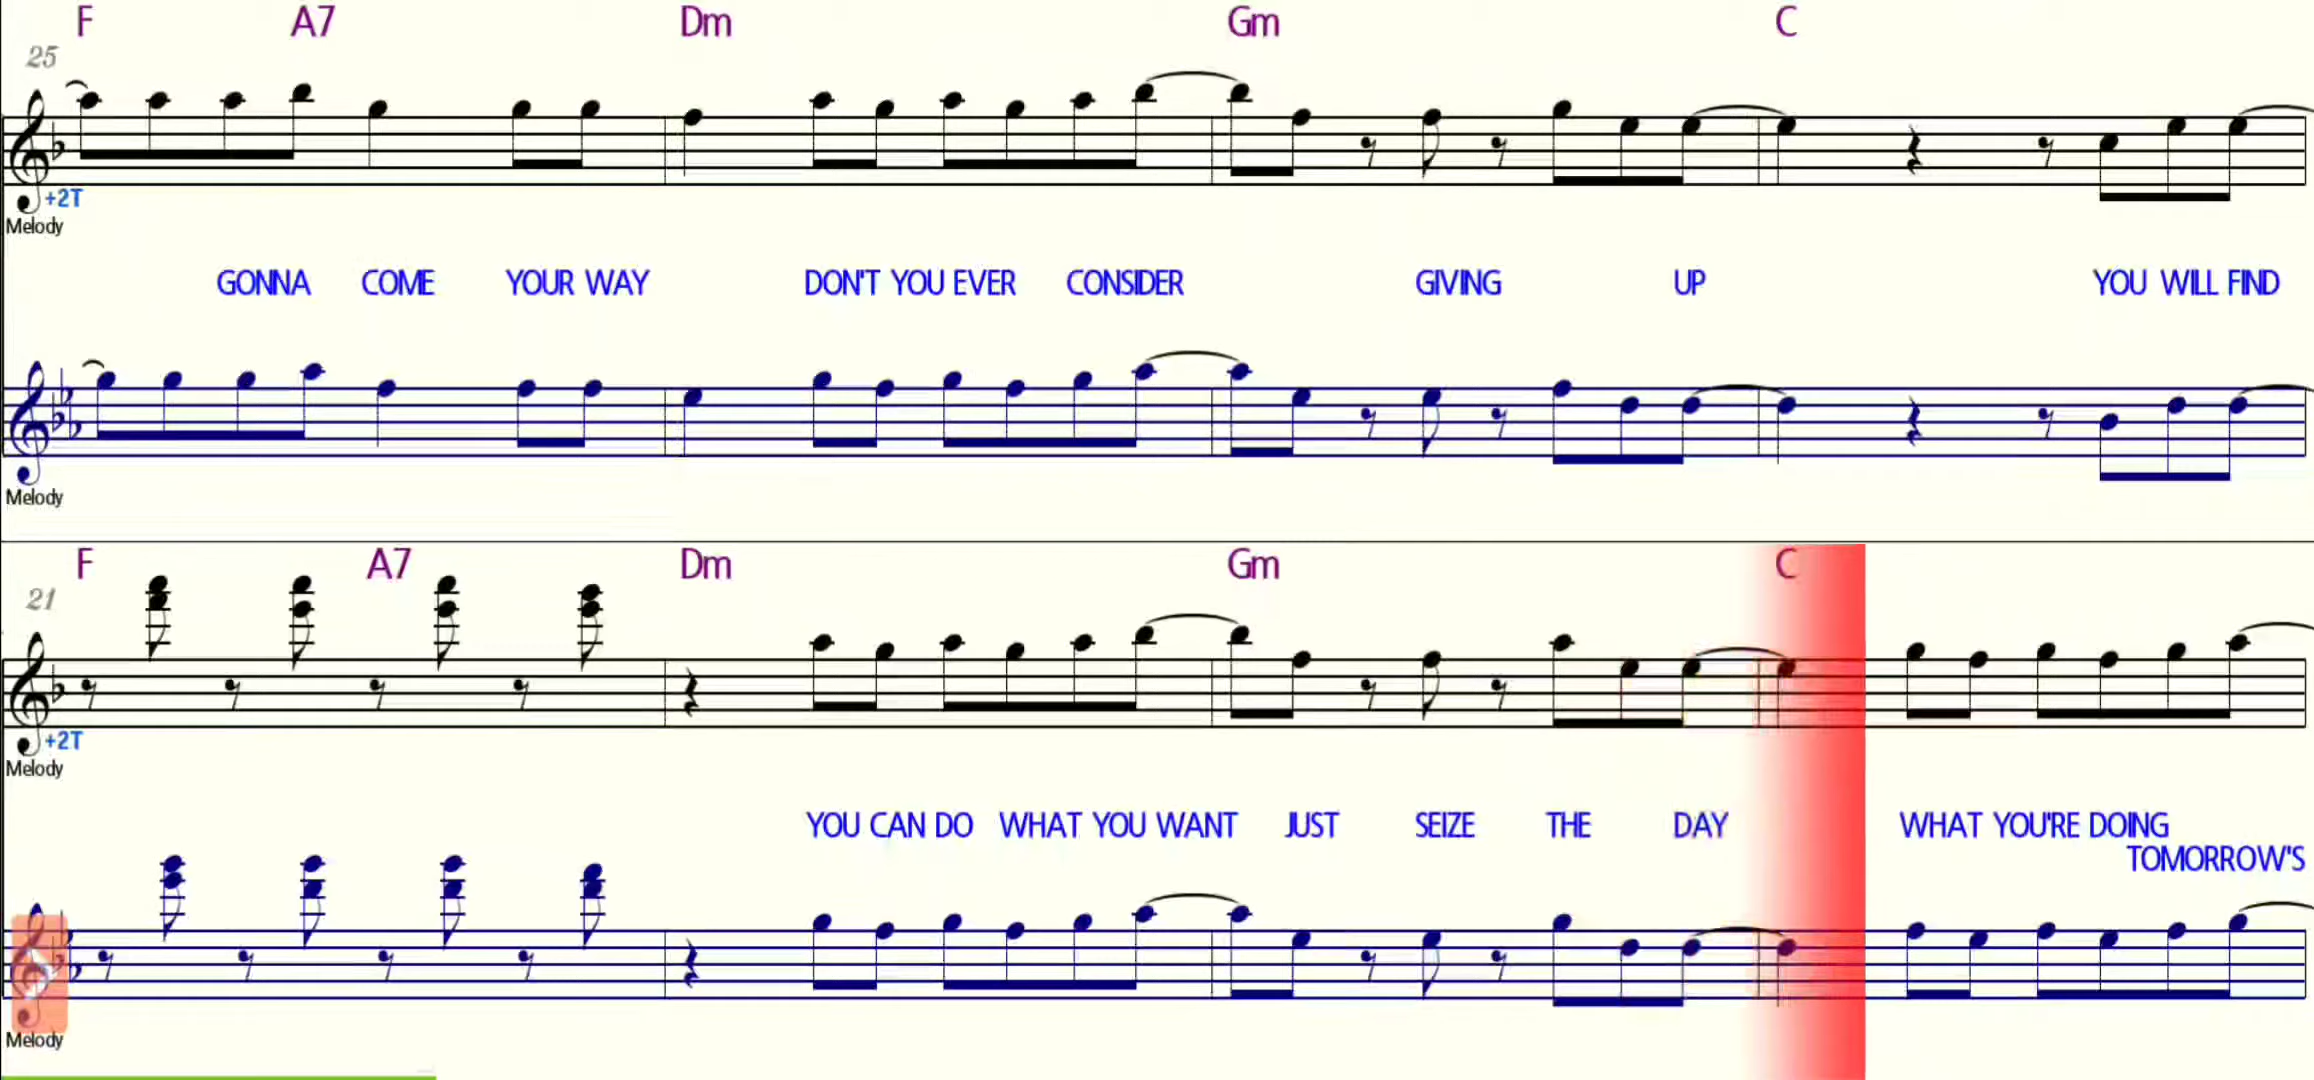 F A7 Dm Gm C
25
+2T
Melody
GONNA COME YOUR WAY DON'T YOU EVER CONSIDER GIVING UP YOU WILL FIND
Melody
F A7 Dm Gm C
21
+2T
Melody
YOU CAN DO WHAT YOU WANT JUST SEIZE THE DAY WHAT YOU'RE DOING
TOMORROW'S
Melody